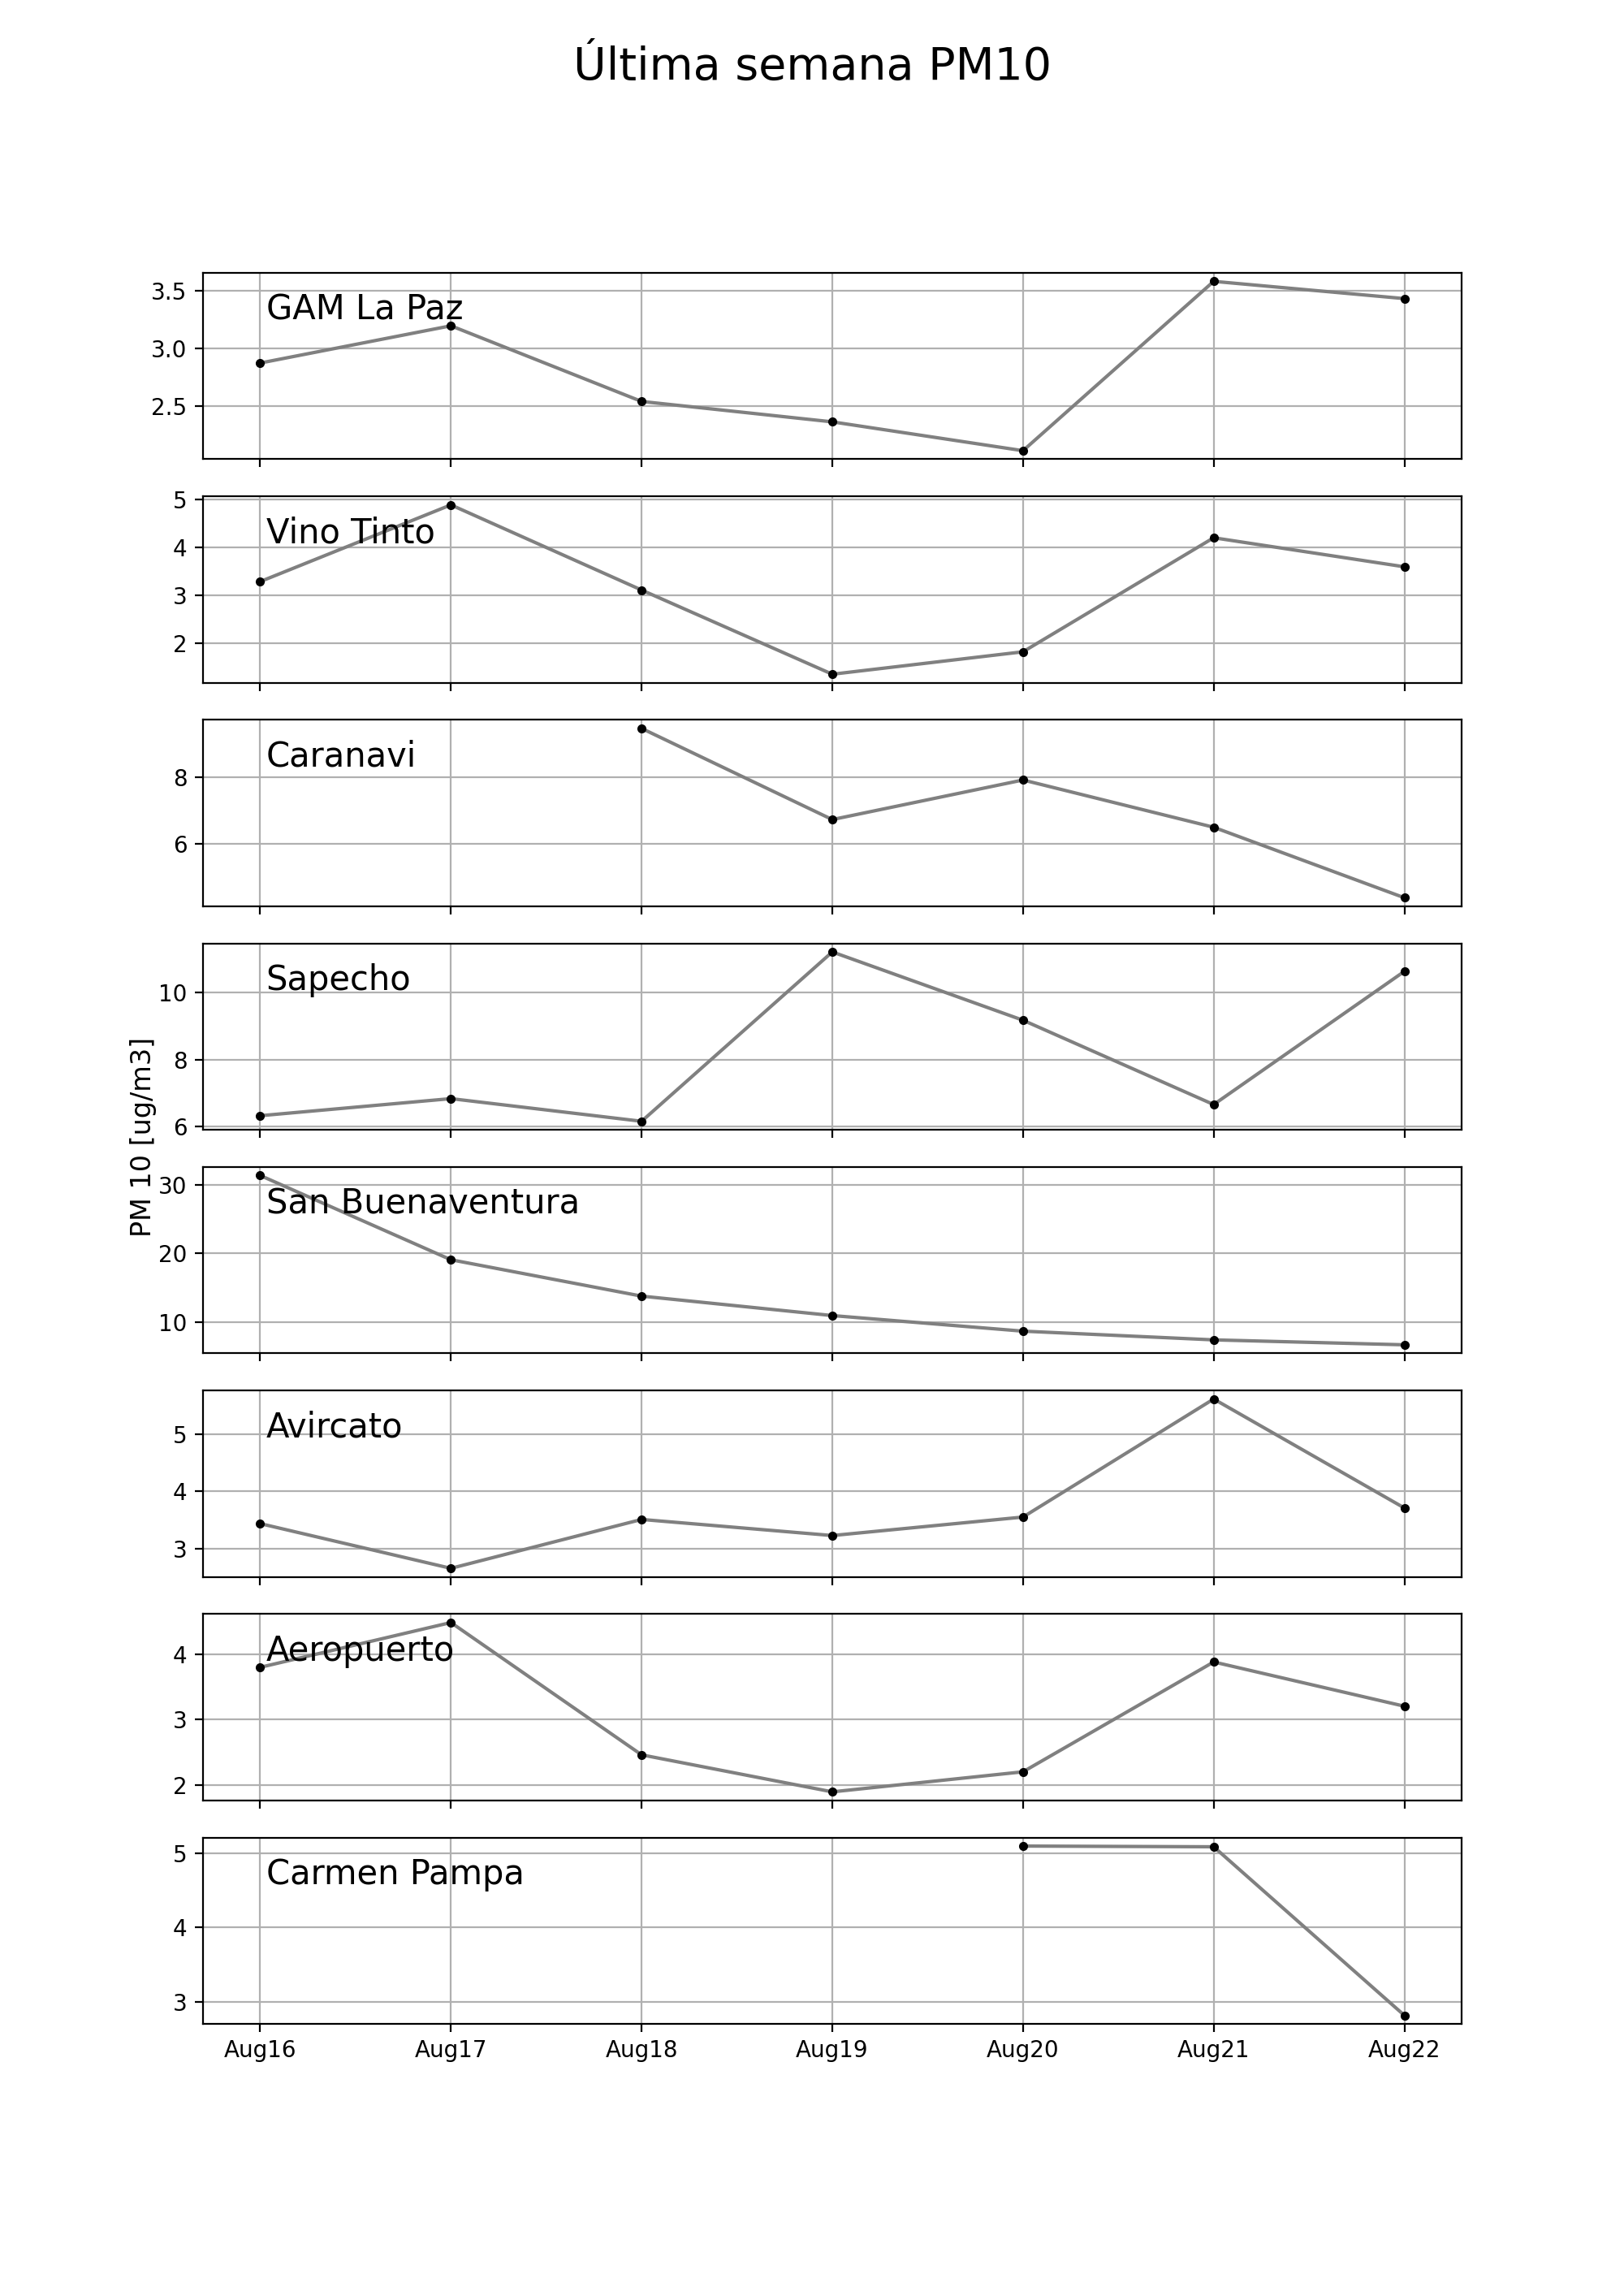 Última semana PM10
3.5
3.0
2.5
GAM La Paz
5
4
3
2
Vino Tinto
8
6
Caranavi
10
8
6
Sapecho
PM 10 [ug/m3]
30
20
10
San Buenaventura
5
4
3
Avircato
4
3
2
Aeropuerto
5
4
3
Carmen Pampa
Aug16 Aug17 Aug18 Aug19 Aug20 Aug21 Aug22